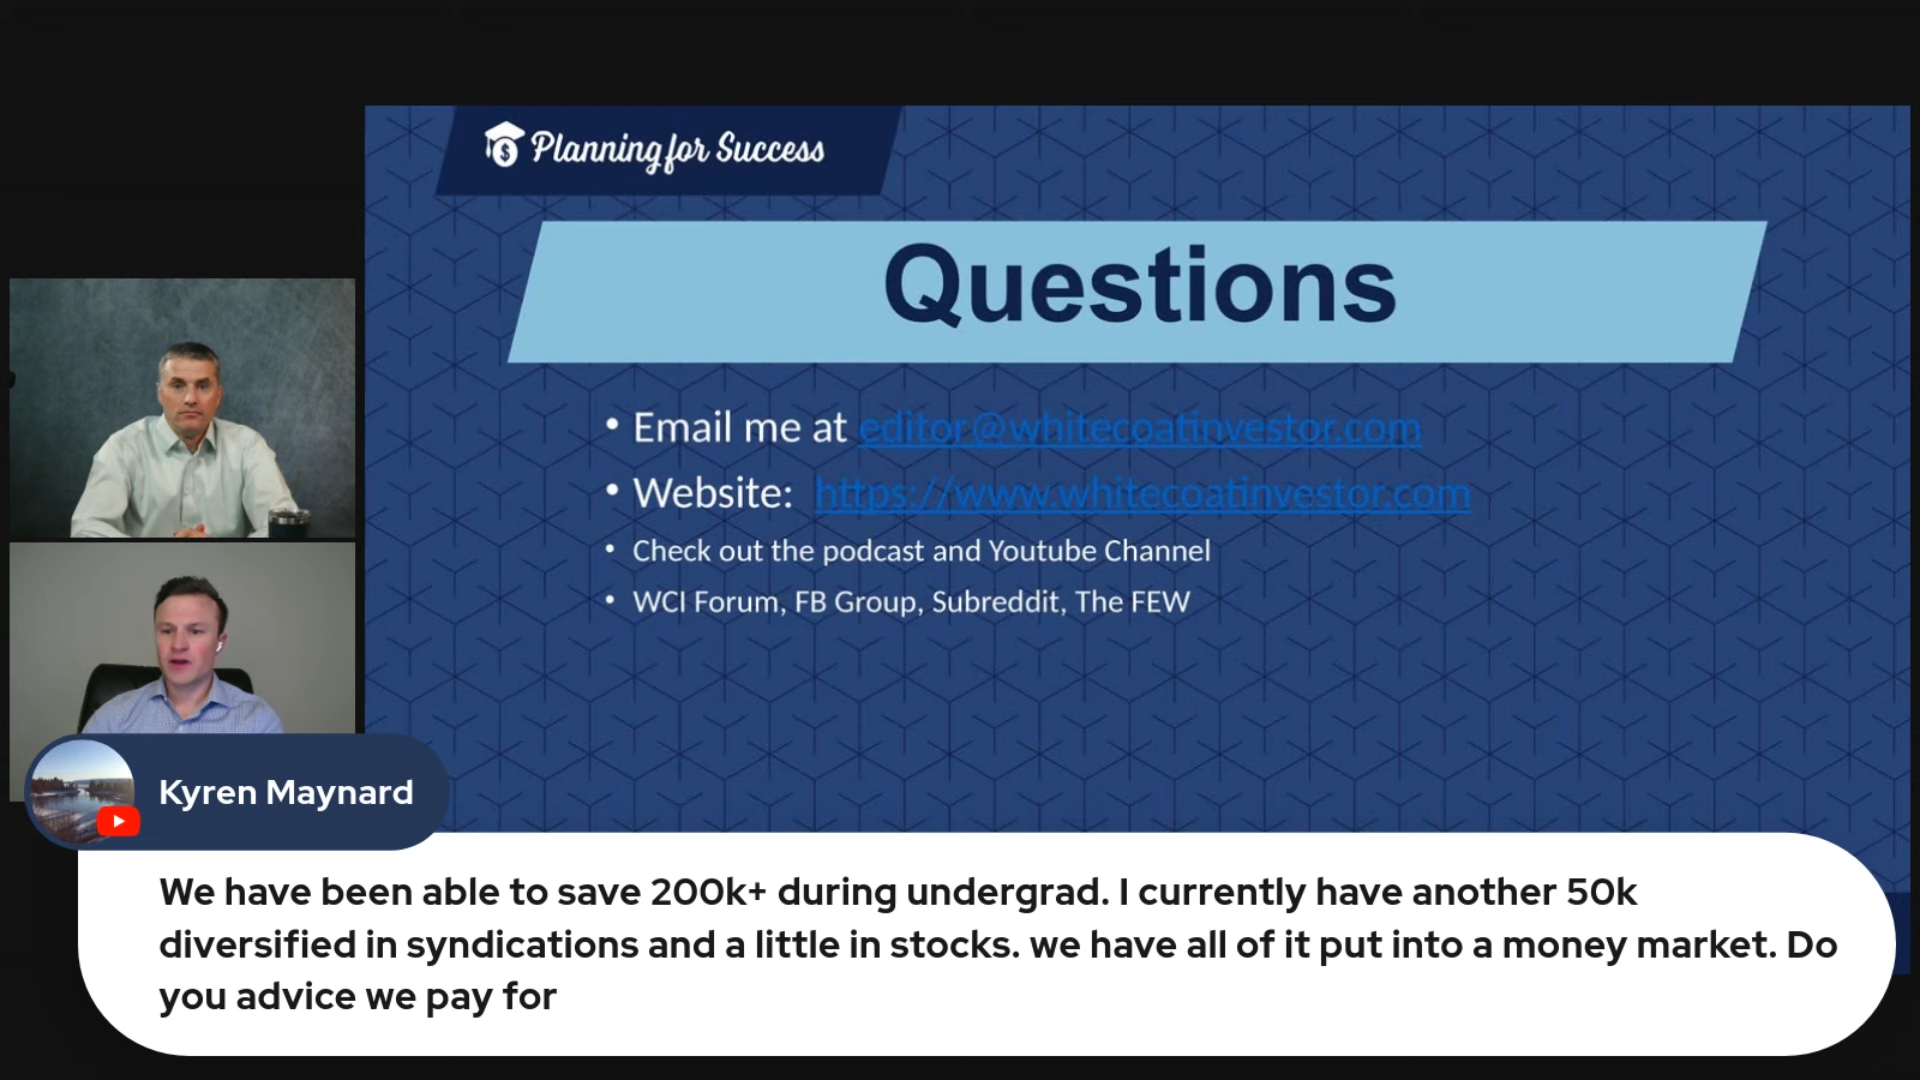 Planning for Success
Questions
• Email me at editor@whitecoatinvestor.com
• Website: https://www.whitecoatinvestor.com
• Check out the podcast and Youtube Channel
• WCI Forum, FB Group, Subreddit, The FEW
Kyren Maynard
We have been able to save 200k+ during undergrad. I currently have another 50k
diversified in syndications and a little in stocks. we have all of it put into a money market. Do
you advice we pay for